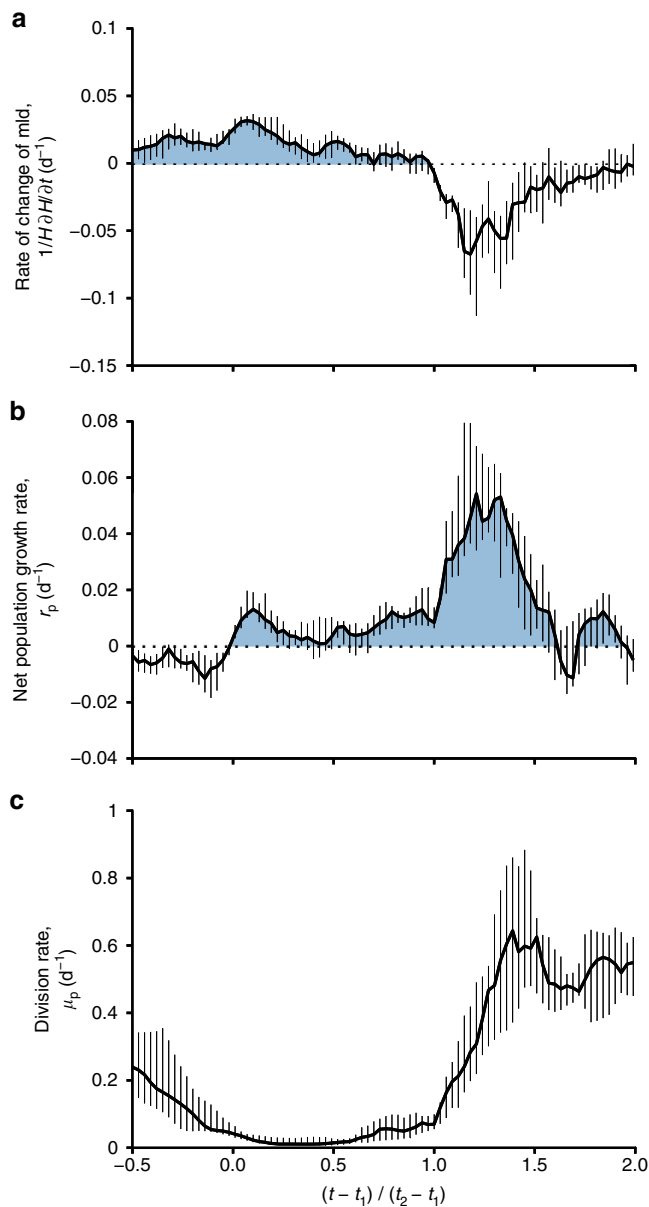 a
Rate of change of mld,
1/H ∂H/∂t (d⁻¹)
0.1
0.05
0
−0.05
−0.1
−0.15
b
Net population growth rate,
rₚ (d⁻¹)
0.08
0.06
0.04
0.02
0
−0.02
−0.04
c
Division rate,
μₚ (d⁻¹)
1
0.8
0.6
0.4
0.2
0
−0.5 0.0 0.5 1.0 1.5 2.0
(t − t₁) / (t₂ − t₁)